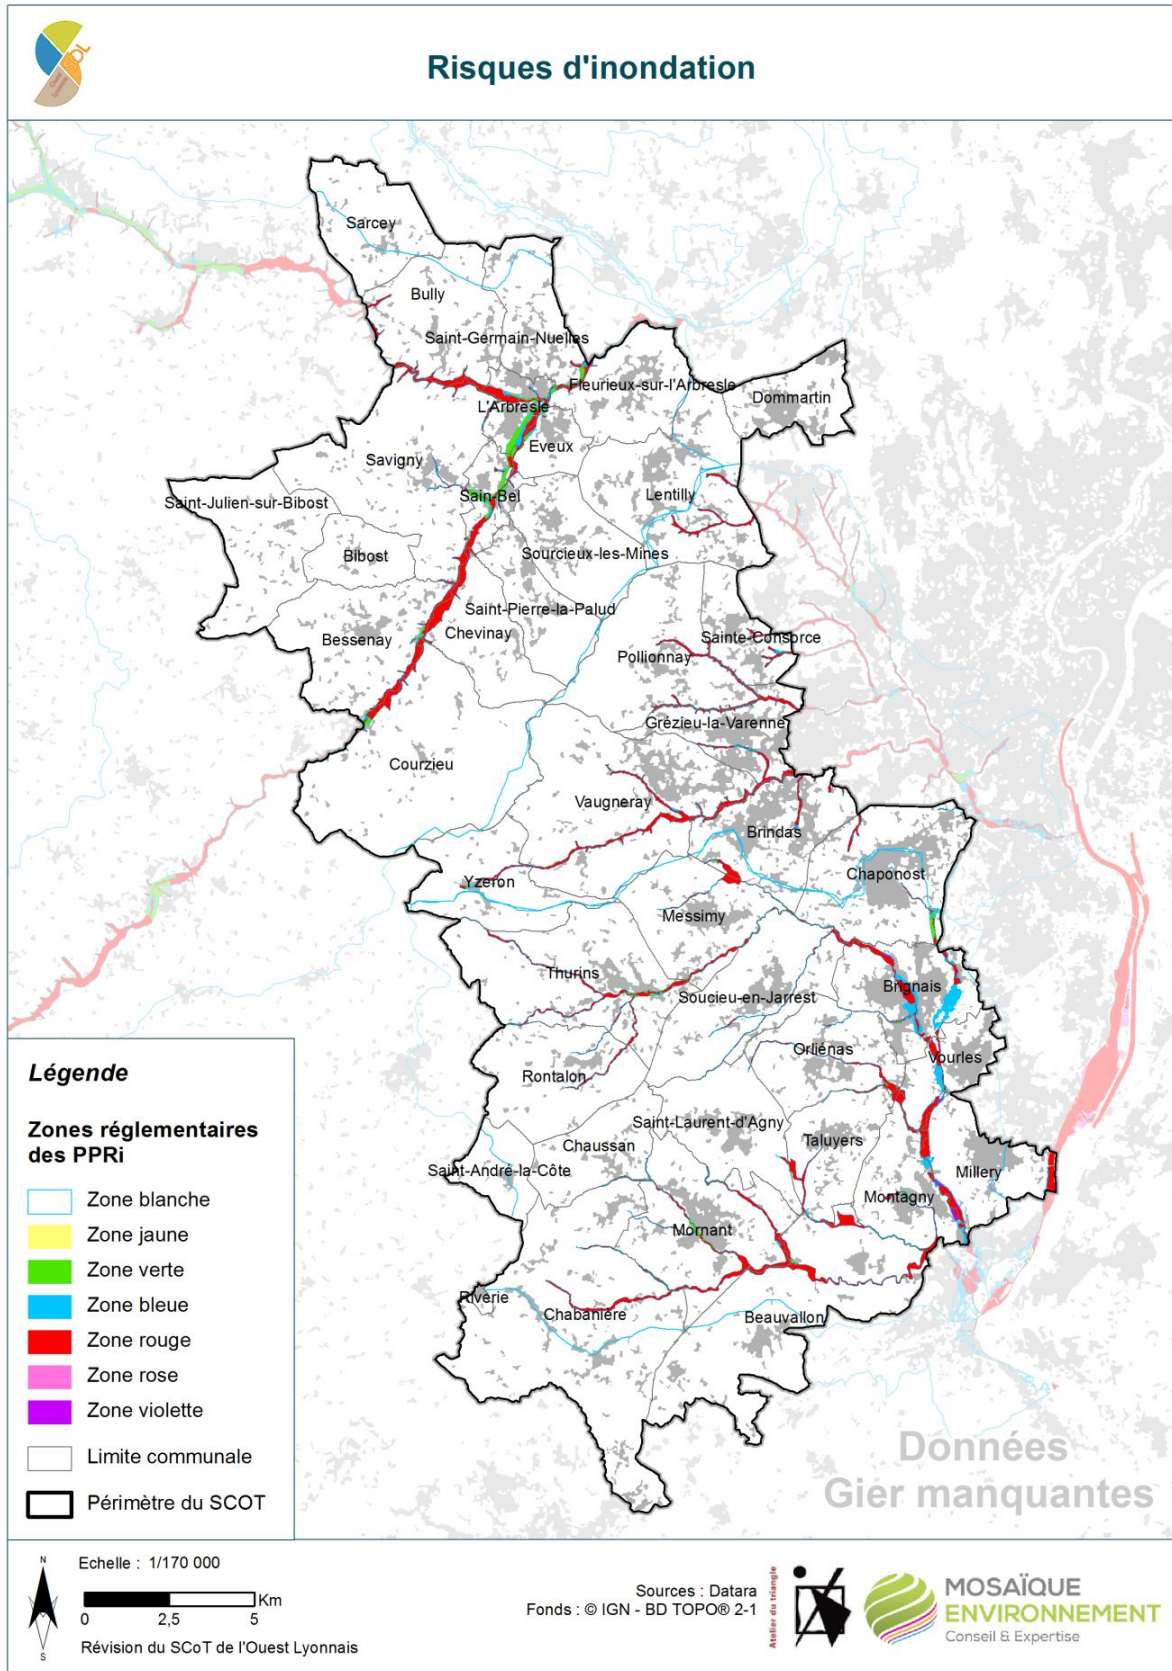 SOL
Ouest
Lyonnais
Risques d'inondation
Sarcey
Bully
Saint-Germain-Nuelles
Fleurieux-sur-l'Arbresle
Dommartin
L'Arbresle
Eveux
Savigny
Sain-Bel
Lentilly
Saint-Julien-sur-Bibost
Bibost
Sourcieux-les-Mines
Saint-Pierre-la-Palud
Bessenay
Chevinay
Sainte-Consorce
Pollionnay
Grézieu-la-Varenne
Courzieu
Vaugneray
Brindas
Yzeron
Chaponost
Messimy
Thurins
Brignais
Soucieu-en-Jarrest
Orliénas
Vourles
Rontalon
Saint-Laurent-d'Agny
Chaussan
Taluyers
Saint-André-la-Côte
Millery
Montagny
Mornant
Riverie
Chabanière
Beauvallon
Données
Gier manquantes
Légende
Zones réglementaires
des PPRi
Zone blanche
Zone jaune
Zone verte
Zone bleue
Zone rouge
Zone rose
Zone violette
Limite communale
Périmètre du SCOT
N
S
Echelle : 1/170 000
Km
0 2,5 5
Révision du SCoT de l'Ouest Lyonnais
Sources : Datara
Fonds : © IGN - BD TOPO® 2-1
Atelier du triangle
MOSAÏQUE
ENVIRONNEMENT
Conseil & Expertise